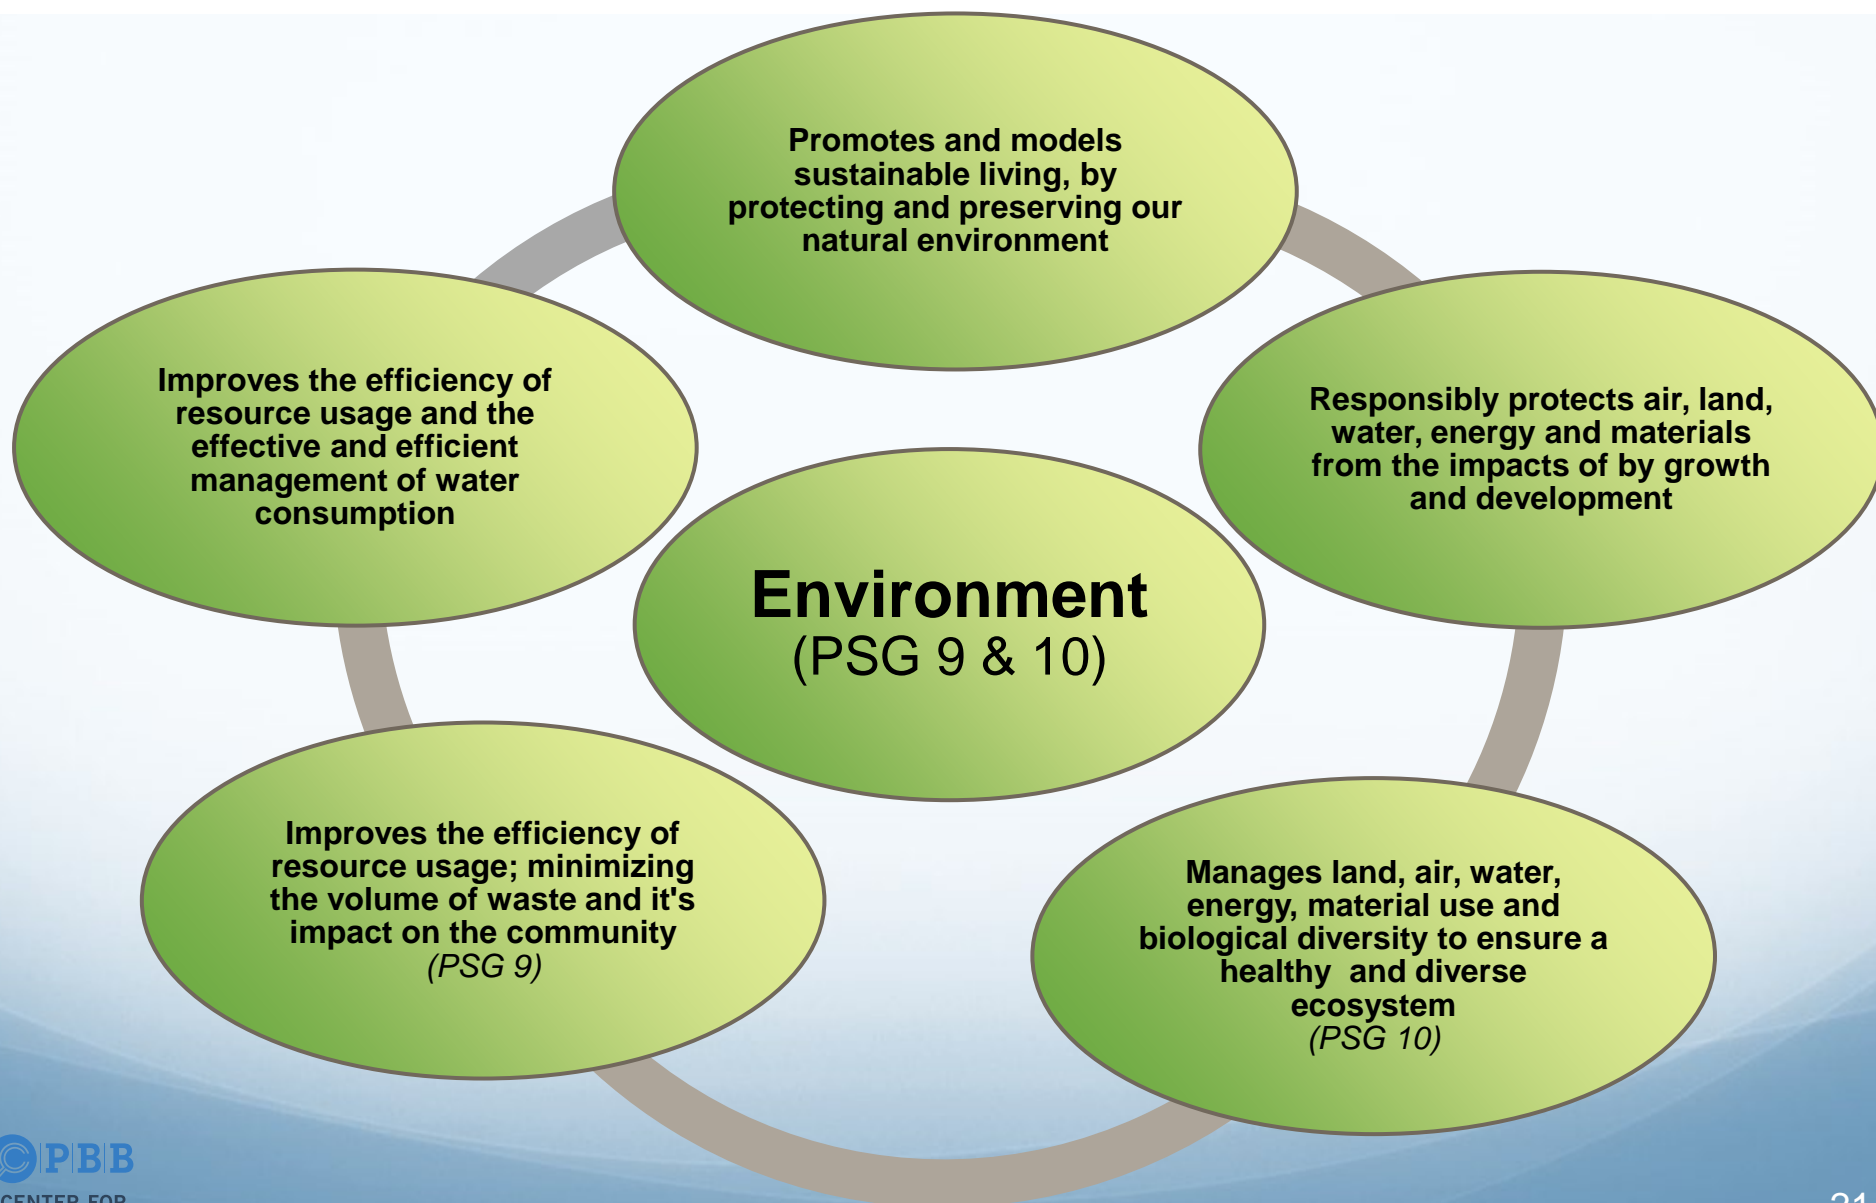 Promotes and models
sustainable living, by
protecting and preserving our
natural environment
Improves the efficiency of
resource usage and the
effective and efficient
management of water
consumption
Responsibly protects air, land,
water, energy and materials
from the impacts of by growth
and development
Environment
(PSG 9 & 10)
Improves the efficiency of
resource usage; minimizing
the volume of waste and it's
impact on the community
(PSG 9)
Manages land, air, water,
energy, material use and
biological diversity to ensure a
healthy  and diverse
ecosystem
(PSG 10)
PBB
CENTER FOR